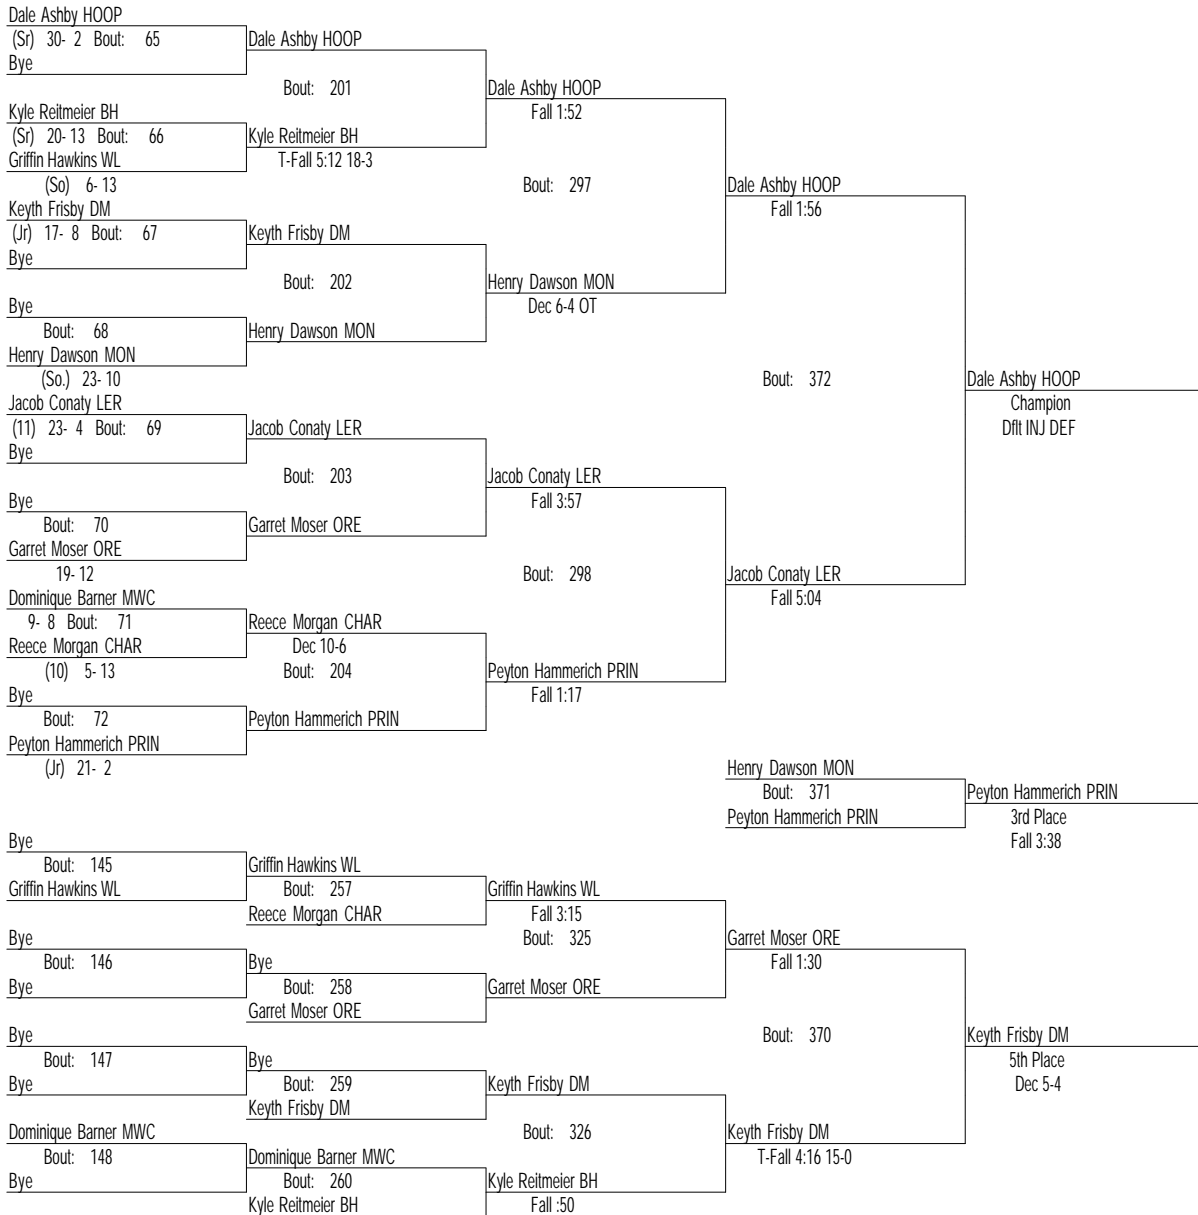 Dale Ashby HOOP
(Sr) 30- 2 Bout: 65
Bye
Dale Ashby HOOP
Bout: 201
Kyle Reitmeier BH
(Sr) 20- 13 Bout: 66
Griffin Hawkins WL
(So) 6- 13
Kyle Reitmeier BH
T-Fall 5:12 18-3
Dale Ashby HOOP
Fall 1:52
Bout: 297
Keyth Frisby DM
(Jr) 17- 8 Bout: 67
Bye
Keyth Frisby DM
Bout: 202
Bye
Bout: 68
Henry Dawson MON
(So.) 23- 10
Henry Dawson MON
Henry Dawson MON
Dec 6-4 OT
Dale Ashby HOOP
Fall 1:56
Bout: 372
Dale Ashby HOOP
Champion
Dflt INJ DEF
Jacob Conaty LER
(11) 23- 4 Bout: 69
Bye
Jacob Conaty LER
Bout: 203
Bye
Bout: 70
Garret Moser ORE
19- 12
Garret Moser ORE
Jacob Conaty LER
Fall 3:57
Bout: 298
Jacob Conaty LER
Fall 5:04
Dominique Barner MWC
9- 8 Bout: 71
Reece Morgan CHAR
(10) 5- 13
Reece Morgan CHAR
Dec 10-6
Bout: 204
Bye
Bout: 72
Peyton Hammerich PRIN
(Jr) 21- 2
Peyton Hammerich PRIN
Peyton Hammerich PRIN
Fall 1:17
Henry Dawson MON
Bout: 371
Peyton Hammerich PRIN
Peyton Hammerich PRIN
3rd Place
Fall 3:38
Bye
Bout: 145
Griffin Hawkins WL
Griffin Hawkins WL
Bout: 257
Reece Morgan CHAR
Griffin Hawkins WL
Fall 3:15
Bout: 325
Bye
Bout: 146
Bye
Bye
Bout: 258
Garret Moser ORE
Garret Moser ORE
Garret Moser ORE
Fall 1:30
Bout: 370
Keyth Frisby DM
5th Place
Dec 5-4
Bye
Bout: 147
Bye
Bye
Bout: 259
Keyth Frisby DM
Keyth Frisby DM
Bout: 326
Keyth Frisby DM
T-Fall 4:16 15-0
Dominique Barner MWC
Bout: 148
Bye
Dominique Barner MWC
Bout: 260
Kyle Reitmeier BH
Kyle Reitmeier BH
Fall :50